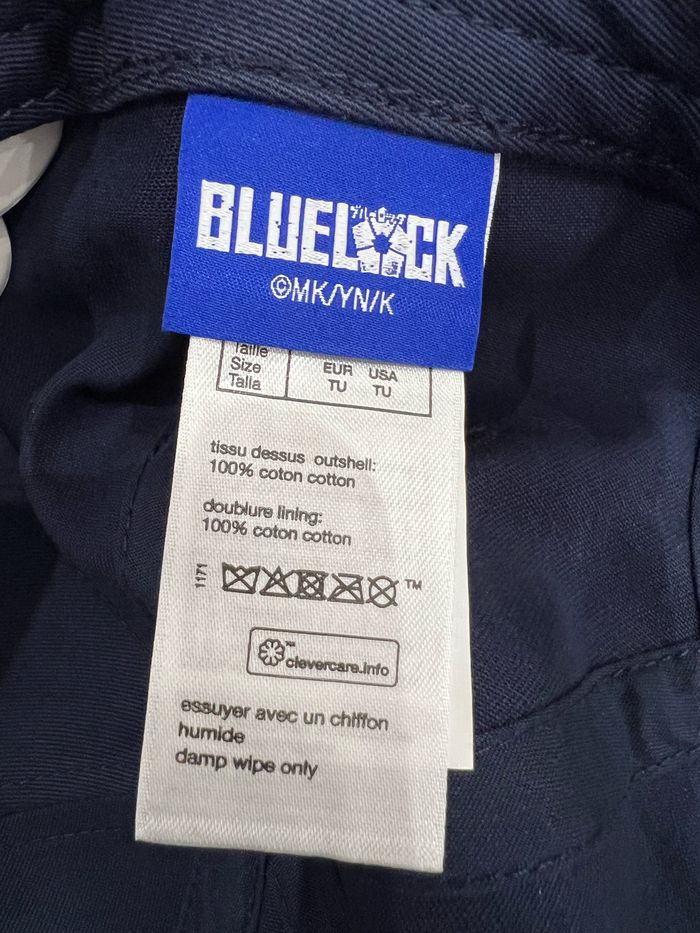 BLUELOCK
©MK/YN/K
Taille
Size
Talla
EUR USA
TU TU
tissu dessus outshell:
100% coton cotton
doublure lining:
100% coton cotton
1171
TM
clevercare.info
essuyer avec un chiffon
humide
damp wipe only